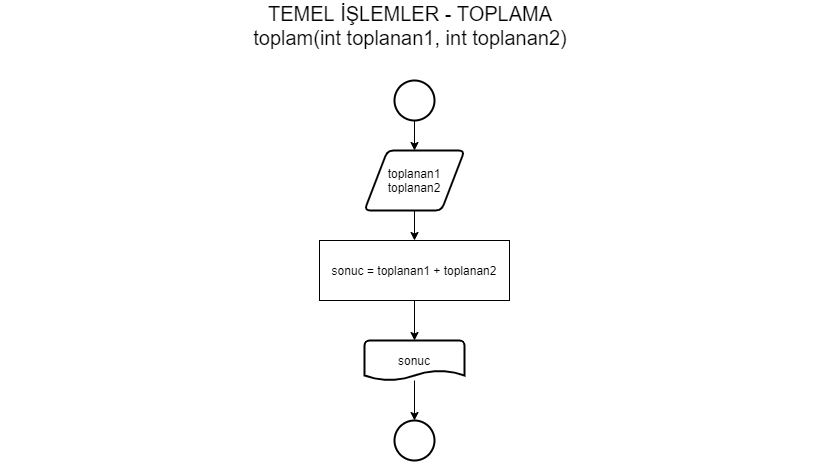 TEMEL İŞLEMLER - TOPLAMA
toplam(int toplanan1, int toplanan2)
toplanan1
toplanan2
sonuc = toplanan1 + toplanan2
sonuc